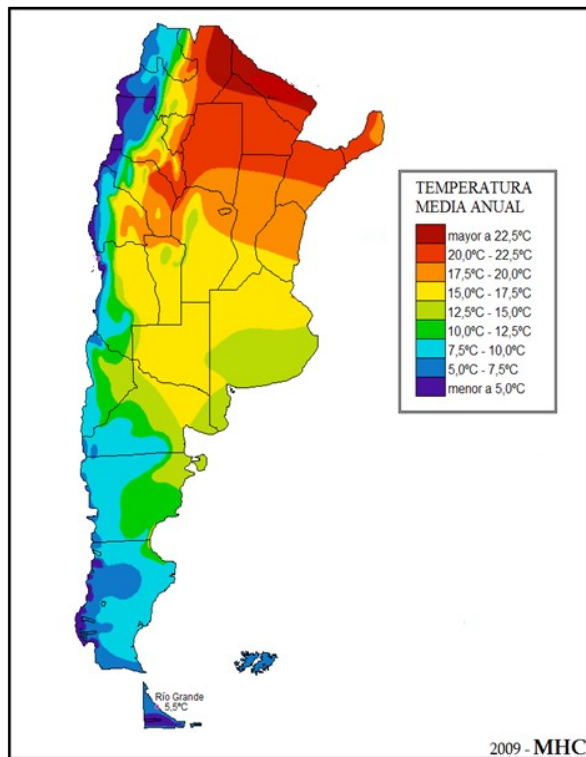 TEMPERATURA
MEDIA ANUAL
mayor a 22,5ºC
20,0ºC - 22,5ºC
17,5ºC - 20,0ºC
15,0ºC - 17,5ºC
12,5ºC - 15,0ºC
10,0ºC - 12,5ºC
7,5ºC - 10,0ºC
5,0ºC - 7,5ºC
menor a 5,0ºC
Río Grande
5,5ºC
2009 - MHC